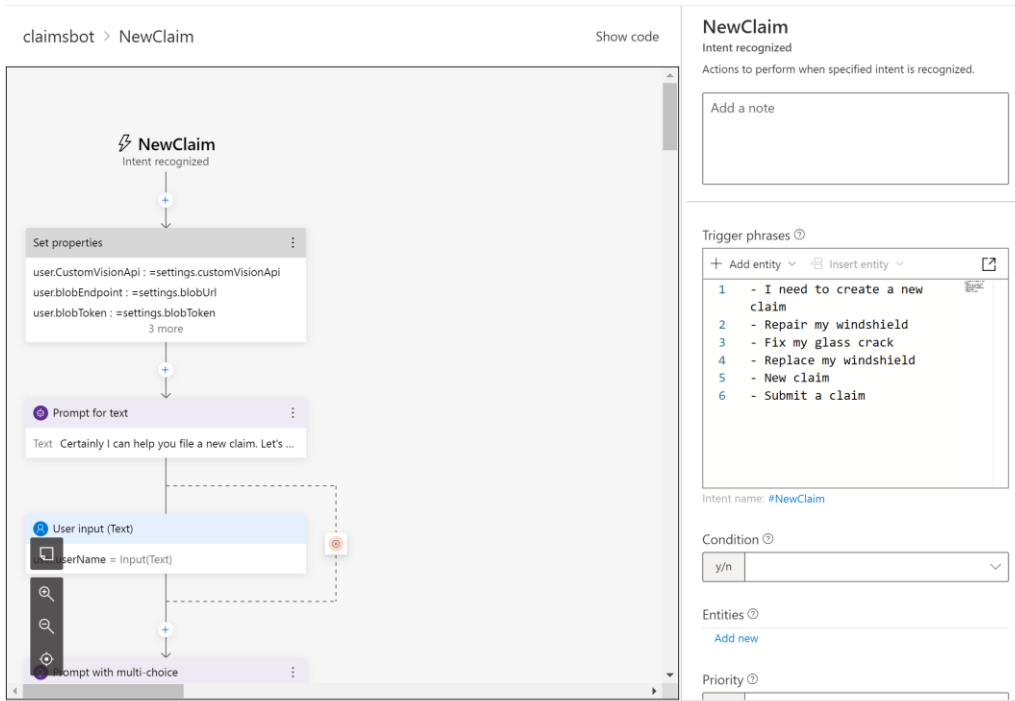 claimsbot > NewClaim
Show code
NewClaim
Intent recognized
Set properties
user.CustomVisionApi : =settings.customVisionApi
user.blobEndpoint : =settings.blobUrl
user.blobToken : =settings.blobToken
3 more
Prompt for text
Text Certainly I can help you file a new claim. Let's ...
User input (Text)
userName = Input(Text)
Prompt with multi-choice
NewClaim
Intent recognized
Actions to perform when specified intent is recognized.
Add a note
Trigger phrases
+ Add entity Insert entity
1 - I need to create a new
claim
2 - Repair my windshield
3 - Fix my glass crack
4 - Replace my windshield
5 - New claim
6 - Submit a claim
Intent name: #NewClaim
Condition
y/n
Entities
Add new
Priority